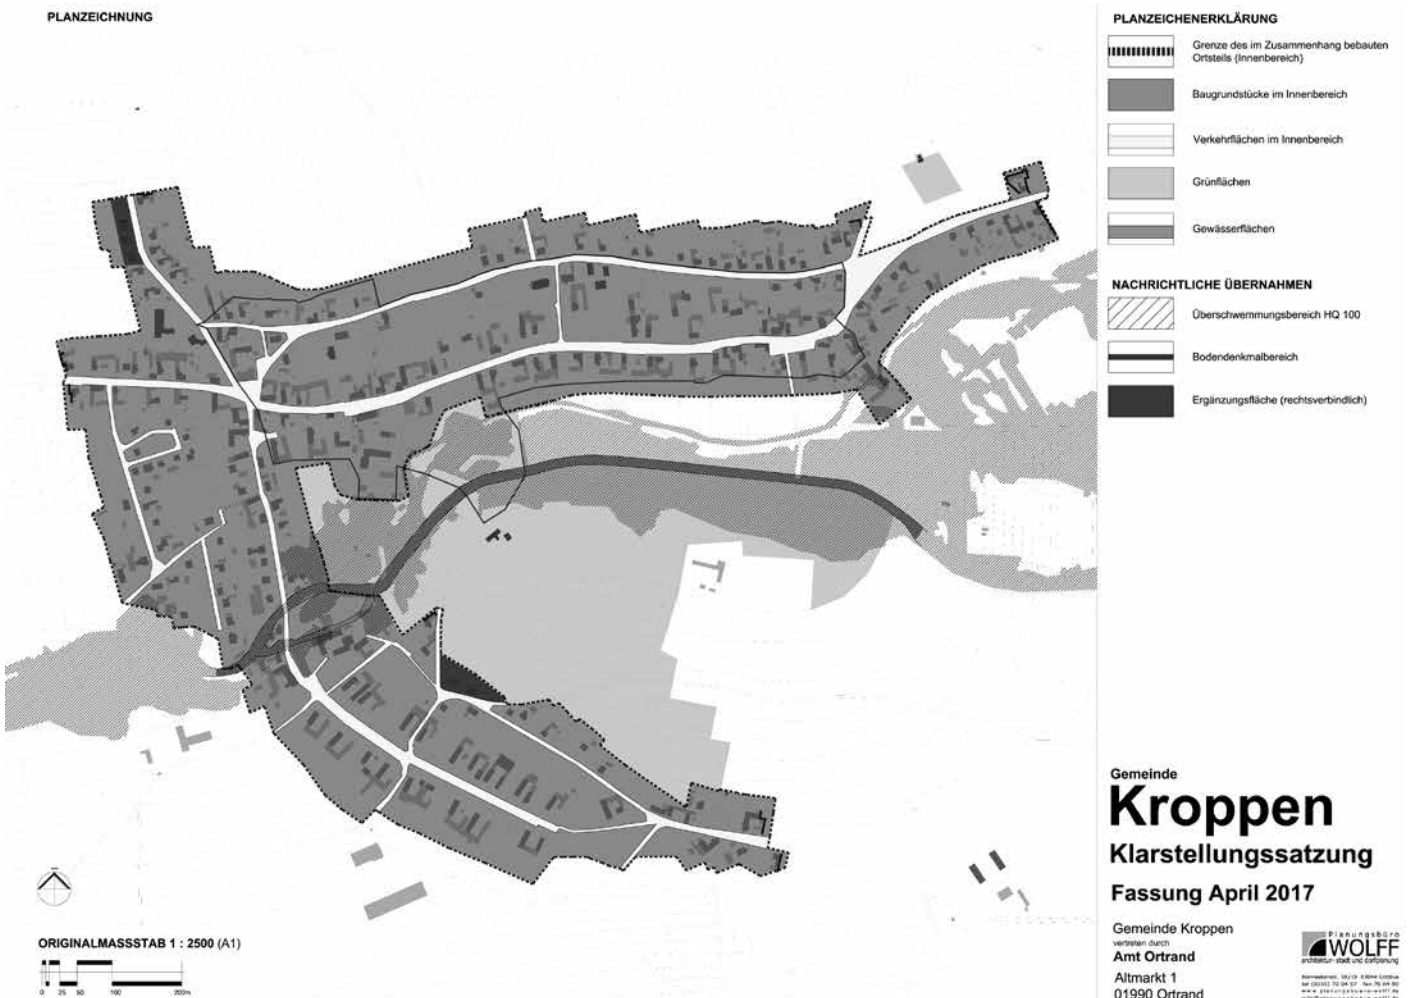 PLANZEICHNUNG
PLANZEICHENERKLÄRUNG
Grenze des im Zusammenhang bebauten
Ortsteils (Innenbereich)
Baugrundstücke im Innenbereich
Verkehrflächen im Innenbereich
Grünflächen
Gewässerflächen
NACHRICHTLICHE ÜBERNAHMEN
Überschwemmungsbereich HQ 100
Bodendenkmalbereich
Ergänzungsfläche (rechtsverbindlich)
Gemeinde
Kroppen
Klarstellungssatzung
Fassung April 2017
Gemeinde Kroppen
vertreten durch
Amt Ortrand
Altmarkt 1
01990 Ortrand
Planungsbüro
WOLFF
architektur- stadt und dorfplanung
ORIGINALMASSSTAB 1 : 2500 (A1)
0 25 50 100 200m